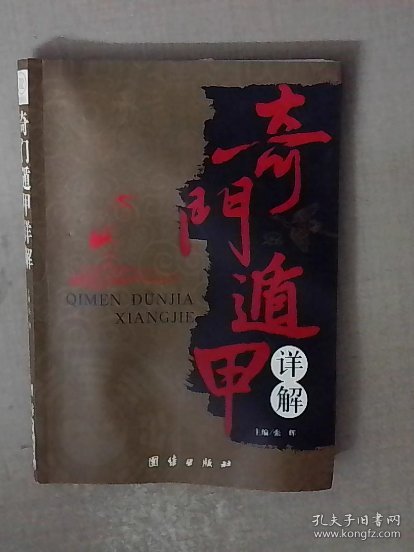 奇門遁甲
详解
QIMEN DUNJIA
XIANGJIE
主编/张辉
团结出版社
奇门遁甲详解
孔夫子旧书网
www.kongfz.com